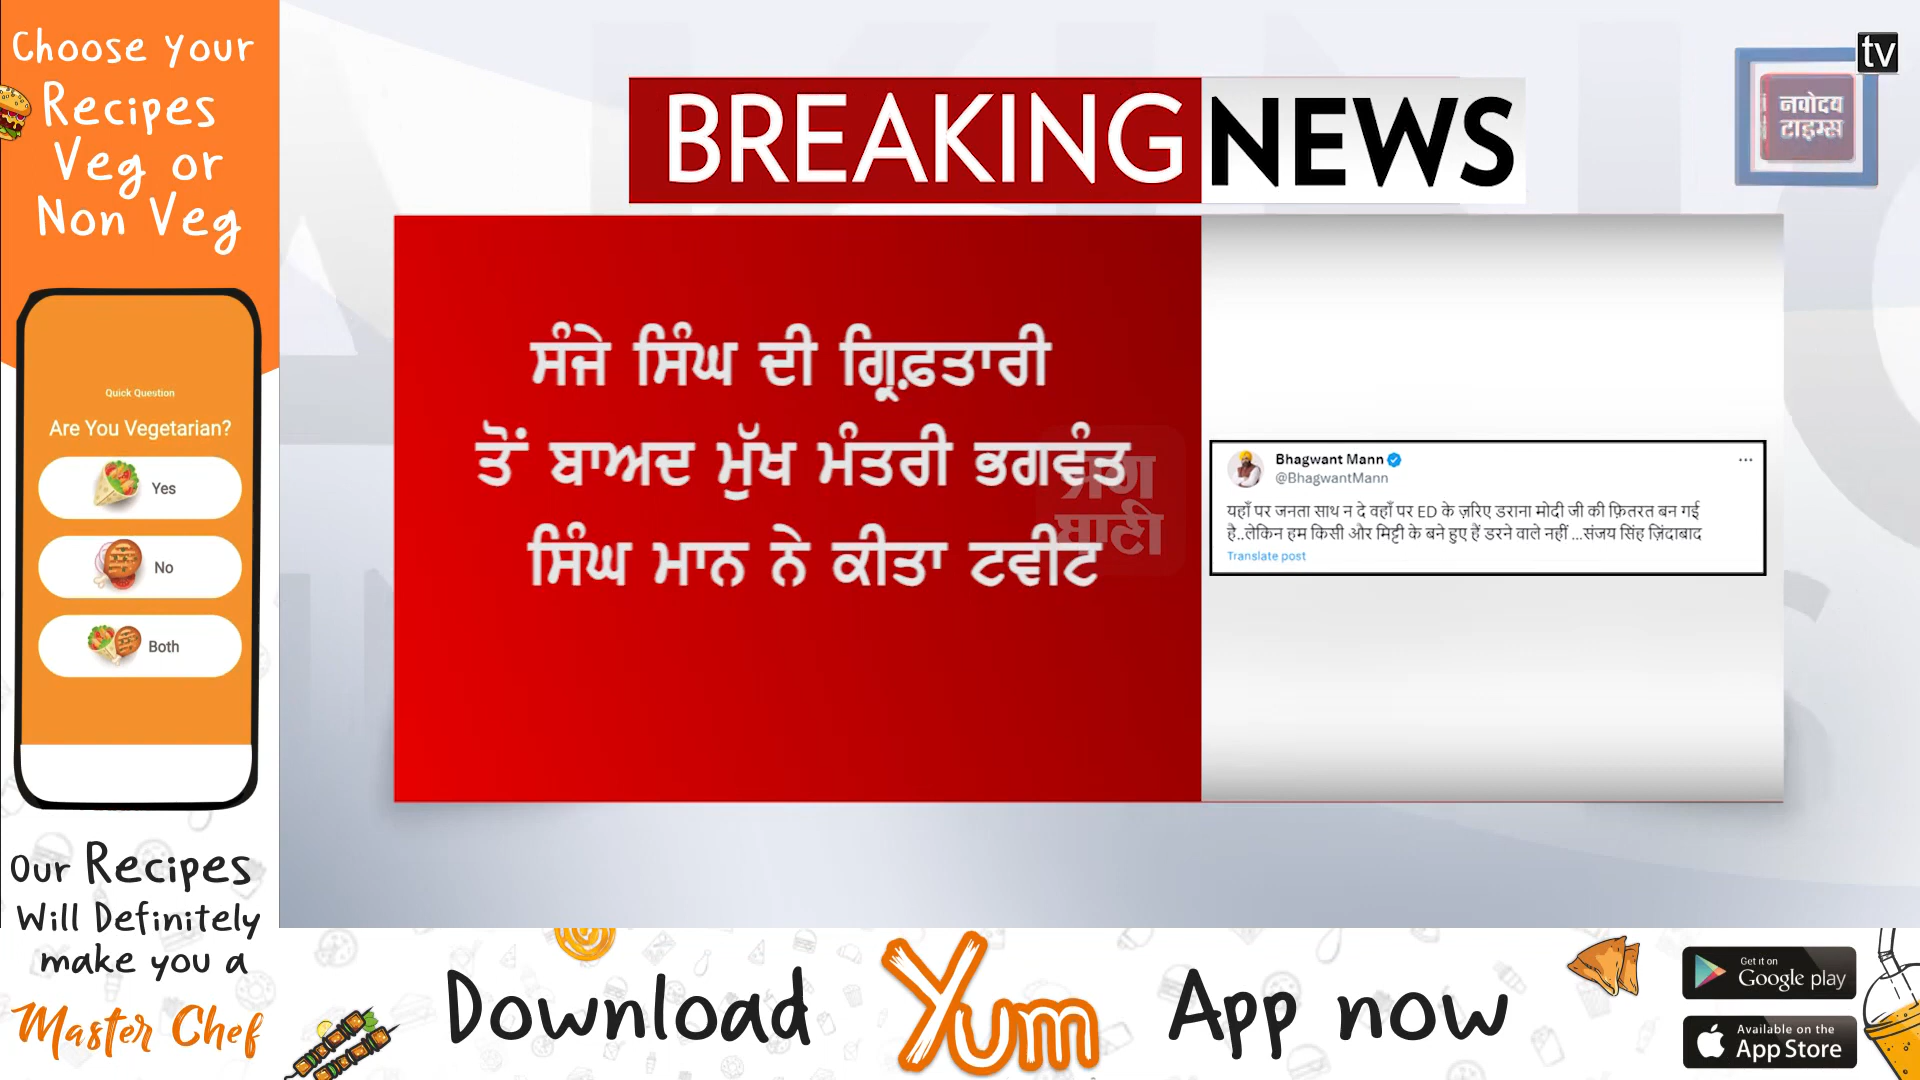 Choose your
Recipes
Veg or
Non Veg
Quick Question
Are You Vegetarian?
Yes
No
Both
Our Recipes
Will Definitely
make you a
Master Chef
BREAKING NEWS
tv
नवोदय
टाइम्स
ਸੰਜੇ ਸਿੰਘ ਦੀ ਗ੍ਰਿਫ਼ਤਾਰੀ
ਤੋਂ ਬਾਅਦ ਮੁੱਖ ਮੰਤਰੀ ਭਗਵੰਤ
ਸਿੰਘ ਮਾਨ ਨੇ ਕੀਤਾ ਟਵੀਟ
ਜਗ
ਬਾਣੀ
Bhagwant Mann
@BhagwantMann
यहाँ पर जनता साथ न दे वहाँ पर ED के ज़रिए डराना मोदी जी की फ़ितरत बन गई
है..लेकिन हम किसी और मिट्टी के बने हुए हैं डरने वाले नहीं ...संजय सिंह ज़िंदाबाद
Translate post
Download Yum App now
Get it on
Google play
Available on the
App Store